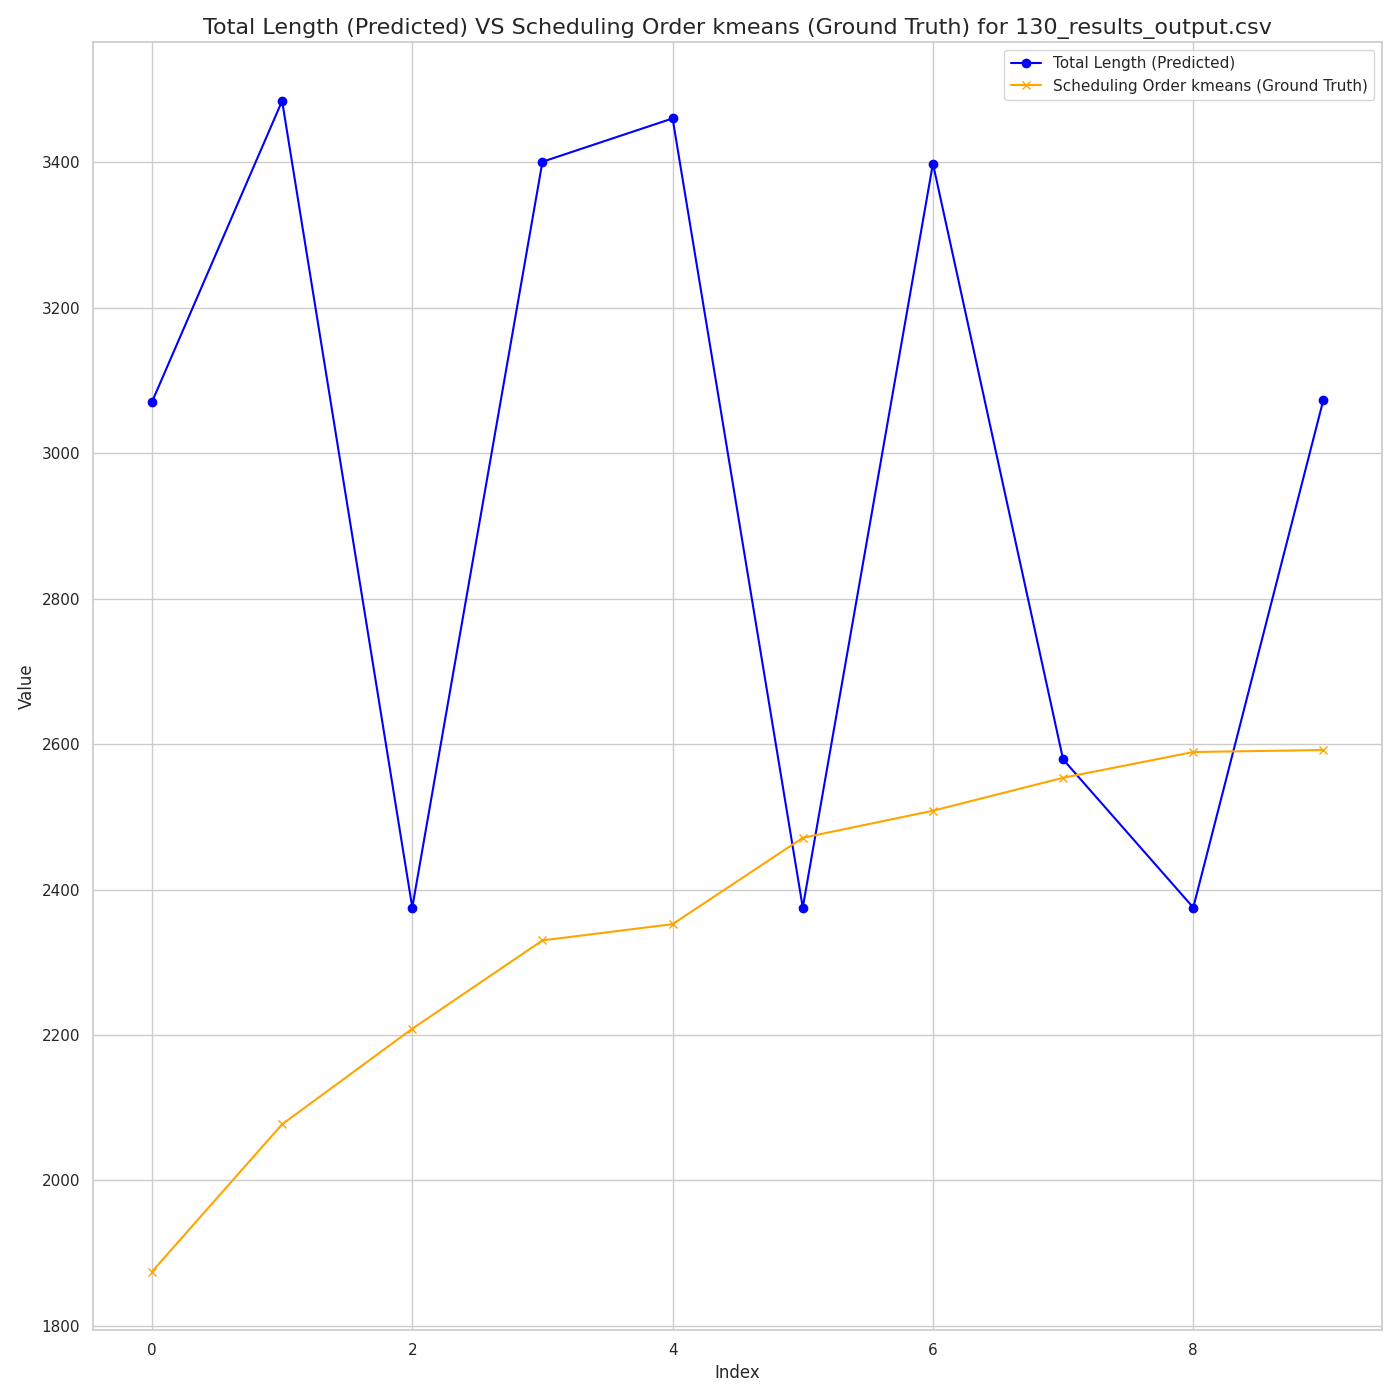 Total Length (Predicted) VS Scheduling Order kmeans (Ground Truth) for 130_results_output.csv
Total Length (Predicted)
Scheduling Order kmeans (Ground Truth)
3400
3200
3000
2800
2600
2400
2200
2000
1800
Value
0
2
4
6
8
Index